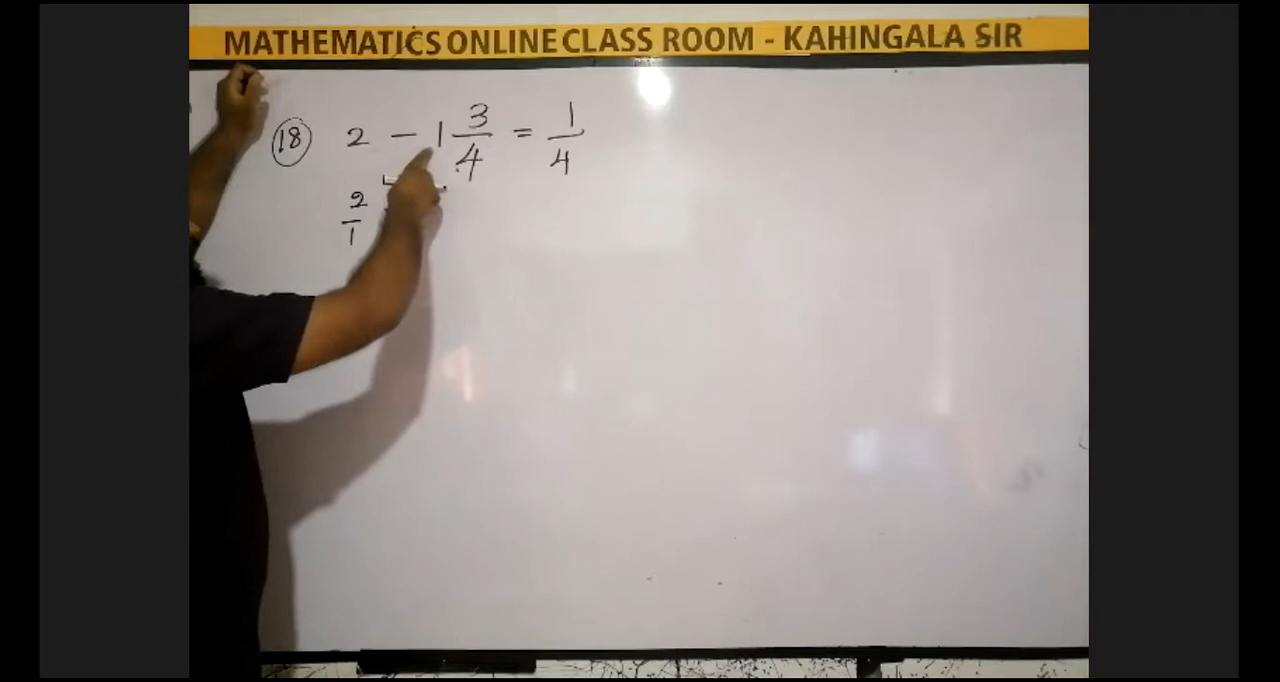 MATHEMATICS ONLINE CLASS ROOM - KAHINGALA SIR
18 2 - 1 3/4 = 1/4
2/1